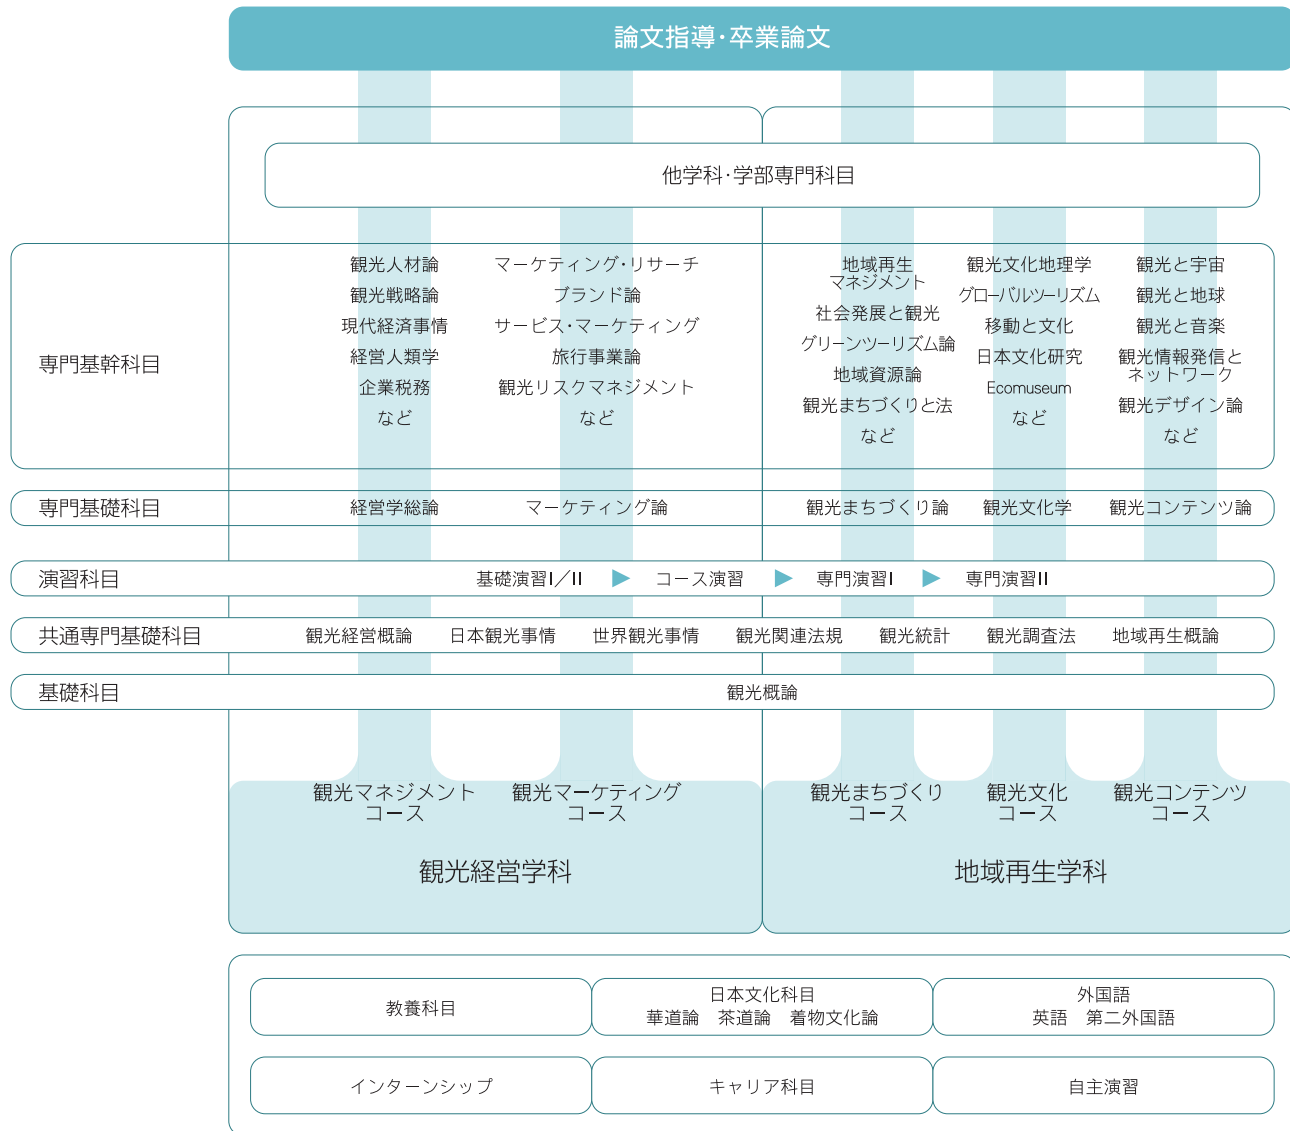 論文指導・卒業論文
他学科・学部専門科目
専門基幹科目
観光人材論
観光戦略論
現代経済事情
経営人類学
企業税務
など
マーケティング・リサーチ
ブランド論
サービス・マーケティング
旅行事業論
観光リスクマネジメント
など
地域再生
マネジメント
社会発展と観光
グリーンツーリズム論
地域資源論
観光まちづくりと法
など
観光文化地理学
グローバルツーリズム
移動と文化
日本文化研究
Ecomuseum
など
観光と宇宙
観光と地球
観光と音楽
観光情報発信と
ネットワーク
観光デザイン論
など
専門基礎科目 経営学総論 マーケティング論 観光まちづくり論 観光文化学 観光コンテンツ論
演習科目 基礎演習I／II ▶ コース演習 ▶ 専門演習I ▶ 専門演習II
共通専門基礎科目 観光経営概論 日本観光事情 世界観光事情 観光関連法規 観光統計 観光調査法 地域再生概論
基礎科目 観光概論
観光マネジメント
コース
観光マーケティング
コース
観光まちづくり
コース
観光文化
コース
観光コンテンツ
コース
観光経営学科
地域再生学科
教養科目
日本文化科目
華道論 茶道論 着物文化論
外国語
英語 第二外国語
インターンシップ
キャリア科目
自主演習